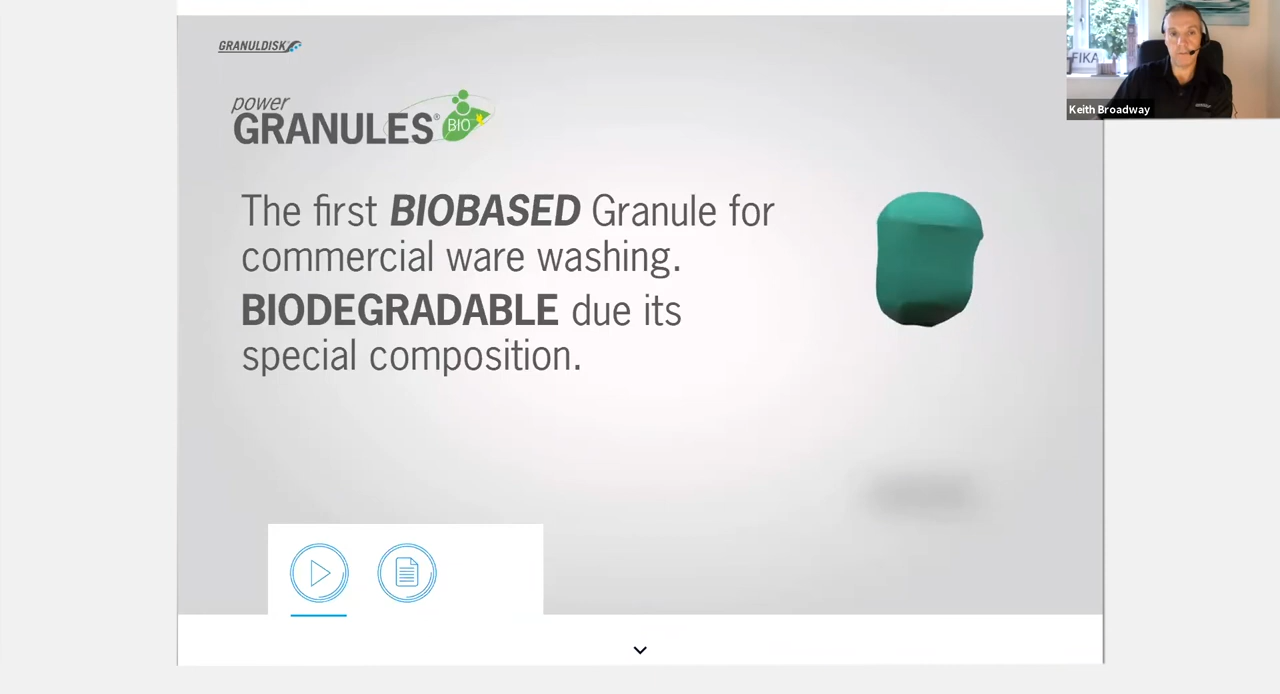 GRANULDISK
power
GRANULES®
BIO
The first BIOBASED Granule for
commercial ware washing.
BIODEGRADABLE due its
special composition.
FIKA
Keith Broadway